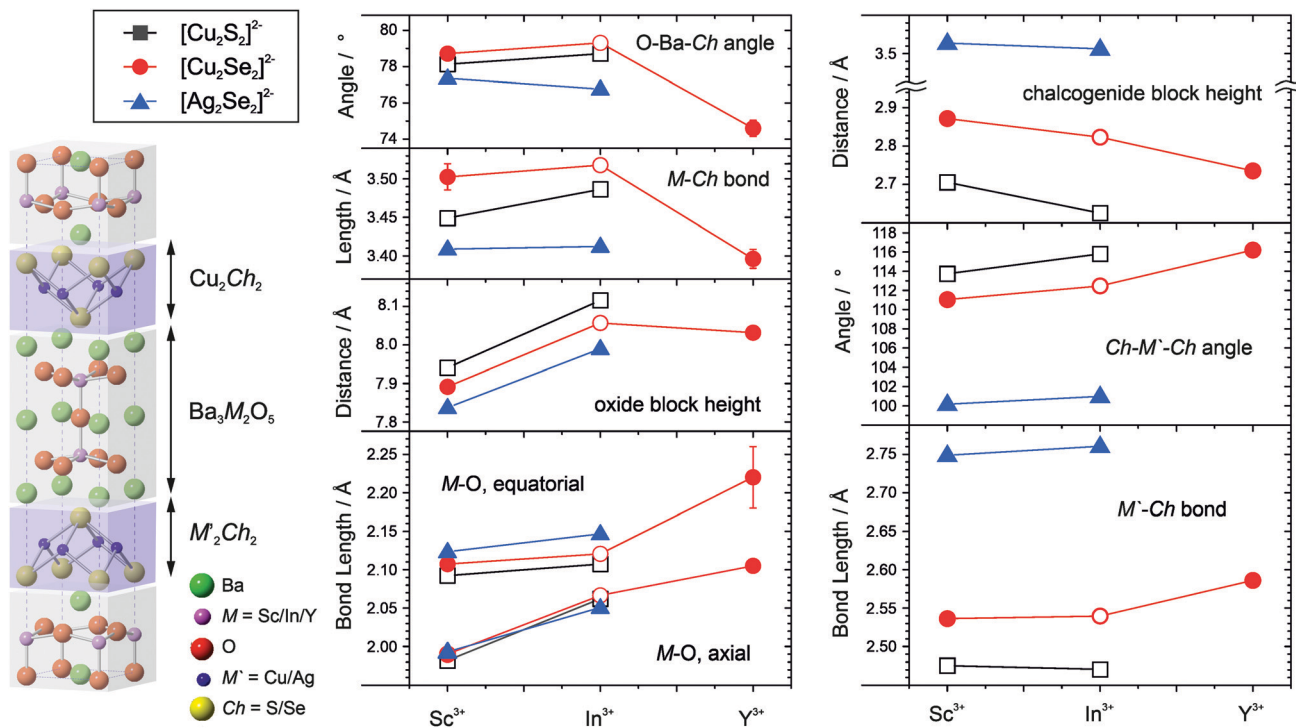 [Cu₂S₂]²⁻
[Cu₂Se₂]²⁻
[Ag₂Se₂]²⁻
Cu₂Ch₂
Ba₃M₂O₅
M'₂Ch₂
Ba
M = Sc/In/Y
O
M` = Cu/Ag
Ch = S/Se
Angle / °
82
80
78
76
74
O-Ba-Ch angle
Length / Å
3.50
3.45
3.40
M-Ch bond
Distance / Å
8.1
8.0
7.9
7.8
oxide block height
Bond Length / Å
2.25
2.20
2.15
2.10
2.05
2.00
M-O, equatorial
M-O, axial
Sc³⁺
In³⁺
Y³⁺
Distance / Å
3.5
2.9
2.8
2.7
chalcogenide block height
Angle / °
118
116
114
112
110
108
106
104
102
100
Ch-M`-Ch angle
Bond Length / Å
2.75
2.70
2.65
2.60
2.55
2.50
M`-Ch bond
Sc³⁺
In³⁺
Y³⁺